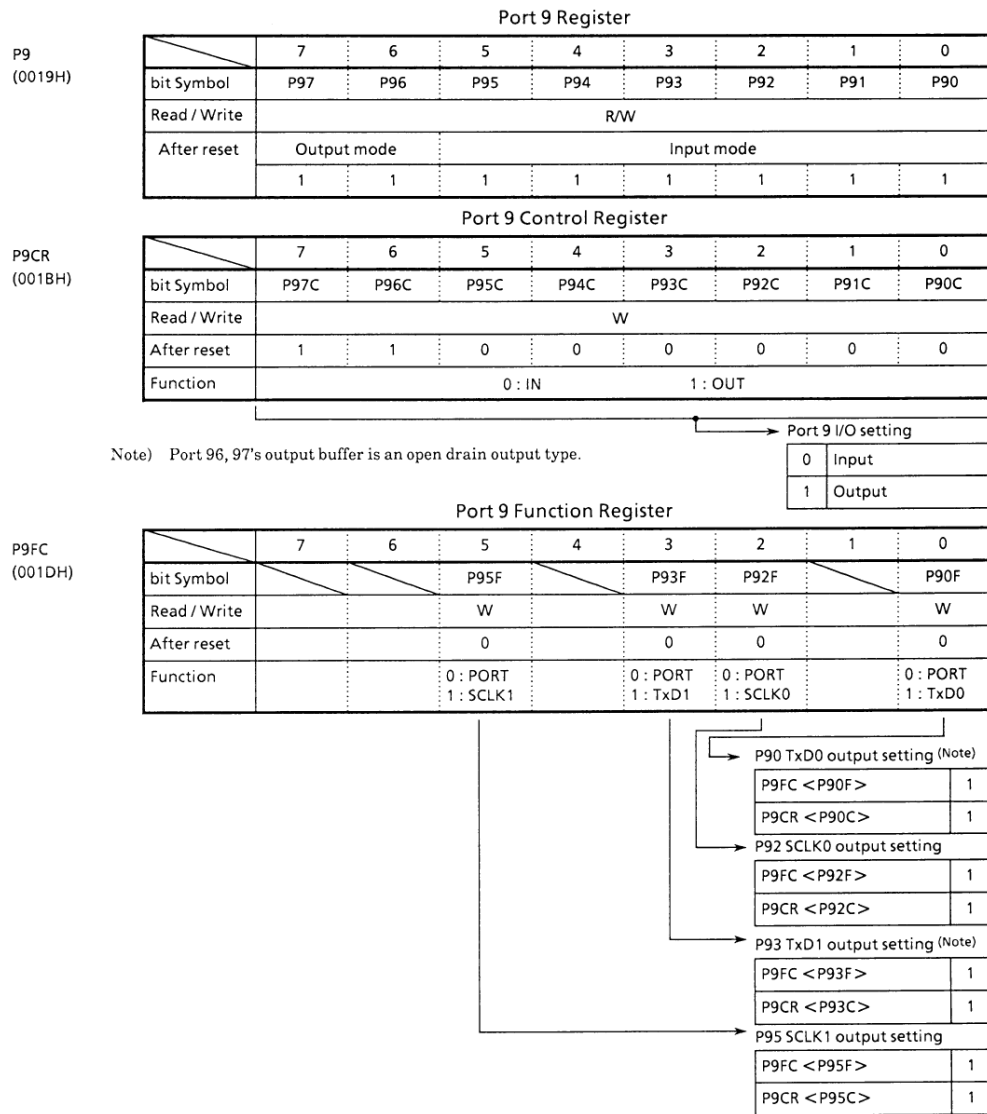 Port 9 Register
P9
(0019H)
7 6 5 4 3 2 1 0
bit Symbol P97 P96 P95 P94 P93 P92 P91 P90
Read / Write R/W
After reset Output mode Input mode
1 1 1 1 1 1 1 1
Port 9 Control Register
P9CR
(001BH)
7 6 5 4 3 2 1 0
bit Symbol P97C P96C P95C P94C P93C P92C P91C P90C
Read / Write W
After reset 1 1 0 0 0 0 0 0
Function 0 : IN 1 : OUT
Port 9 I/O setting
0 Input
1 Output
Note) Port 96, 97's output buffer is an open drain output type.
Port 9 Function Register
P9FC
(001DH)
7 6 5 4 3 2 1 0
bit Symbol P95F P93F P92F P90F
Read / Write W W W W
After reset 0 0 0 0
Function 0 : PORT 0 : PORT 0 : PORT 0 : PORT
1 : SCLK1 1 : TxD1 1 : SCLK0 1 : TxD0
P90 TxD0 output setting (Note)
P9FC <P90F> 1
P9CR <P90C> 1
P92 SCLK0 output setting
P9FC <P92F> 1
P9CR <P92C> 1
P93 TxD1 output setting (Note)
P9FC <P93F> 1
P9CR <P93C> 1
P95 SCLK1 output setting
P9FC <P95F> 1
P9CR <P95C> 1